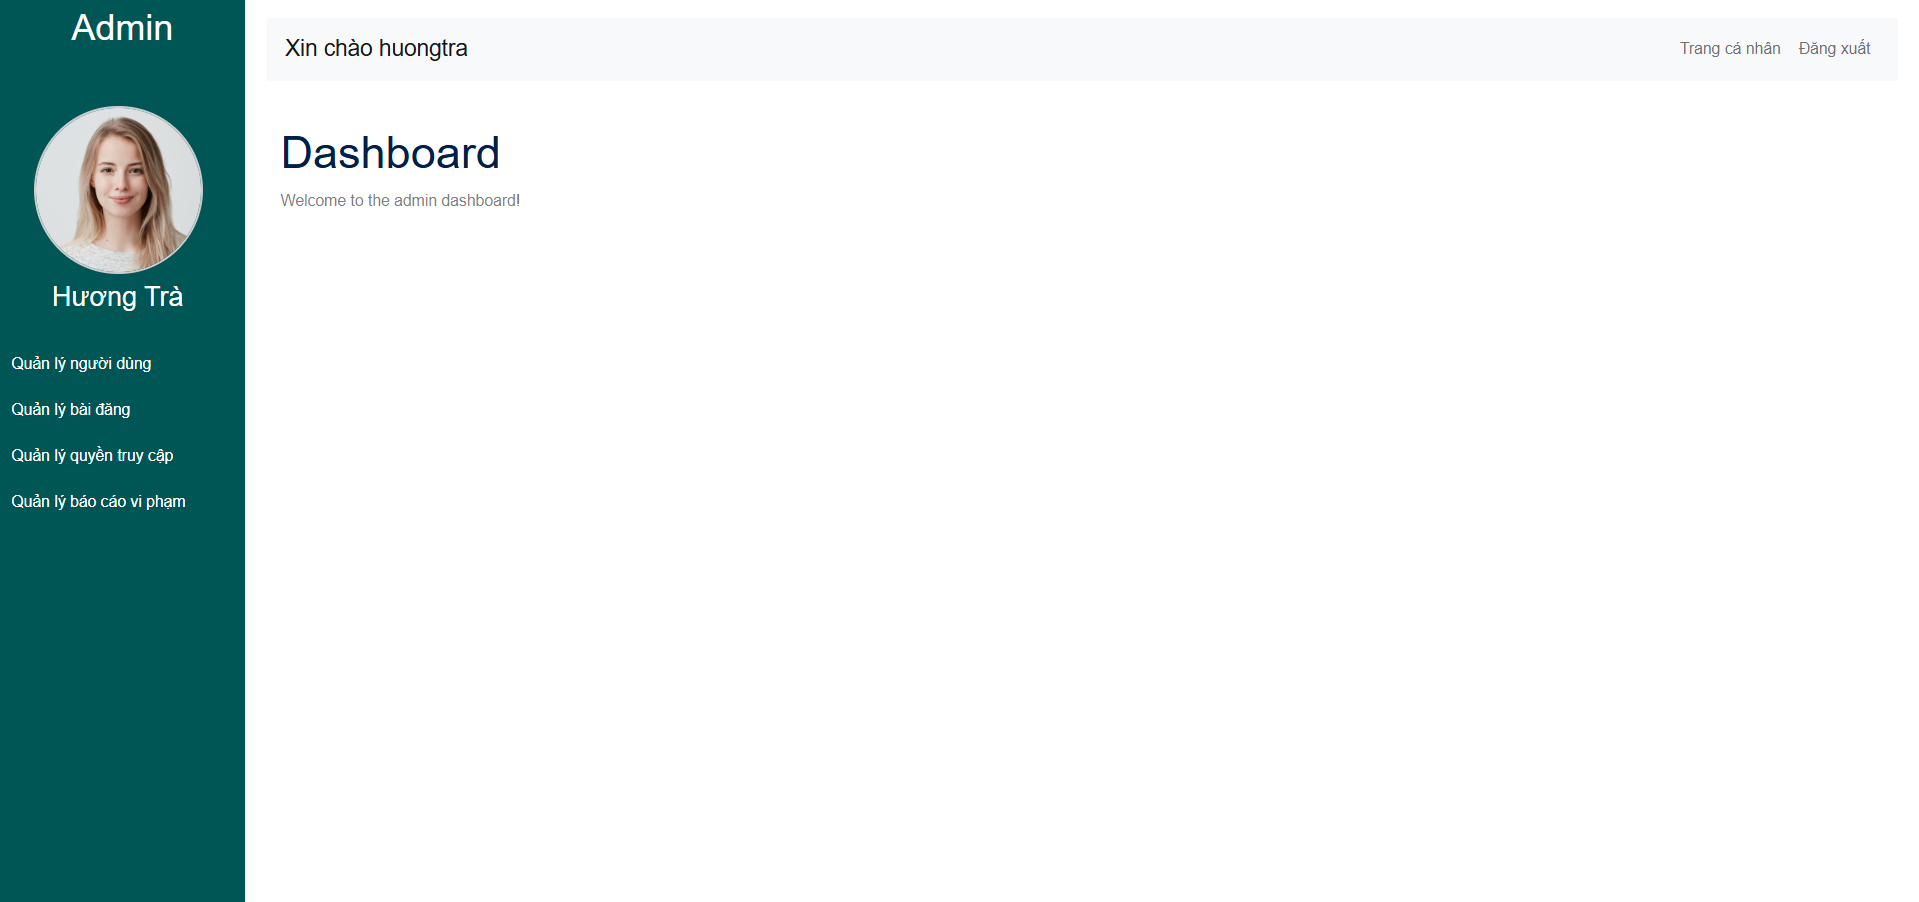 Admin
Hương Trà
Quản lý người dùng
Quản lý bài đăng
Quản lý quyền truy cập
Quản lý báo cáo vi phạm
Xin chào huongtra
Trang cá nhân Đăng xuất
Dashboard
Welcome to the admin dashboard!